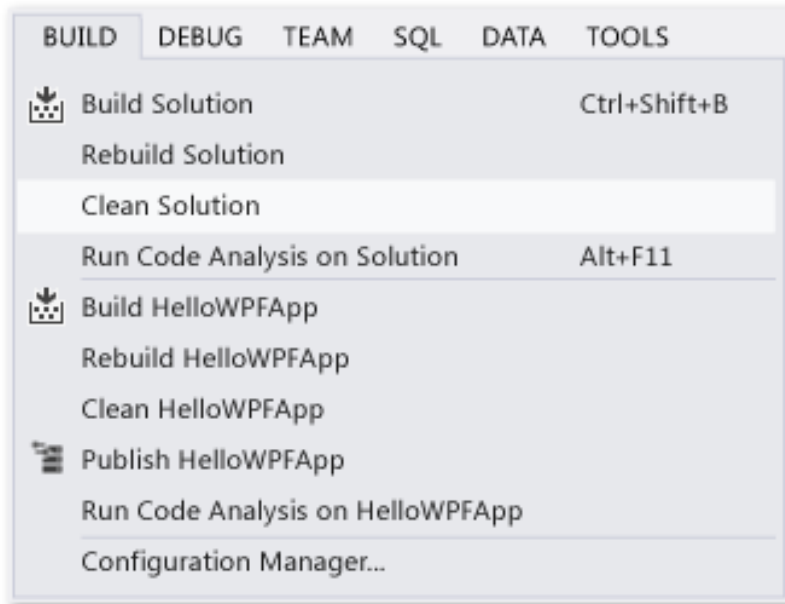 BUILD DEBUG TEAM SQL DATA TOOLS
Build Solution Ctrl+Shift+B
Rebuild Solution
Clean Solution
Run Code Analysis on Solution Alt+F11
Build HelloWPFApp
Rebuild HelloWPFApp
Clean HelloWPFApp
Publish HelloWPFApp
Run Code Analysis on HelloWPFApp
Configuration Manager...